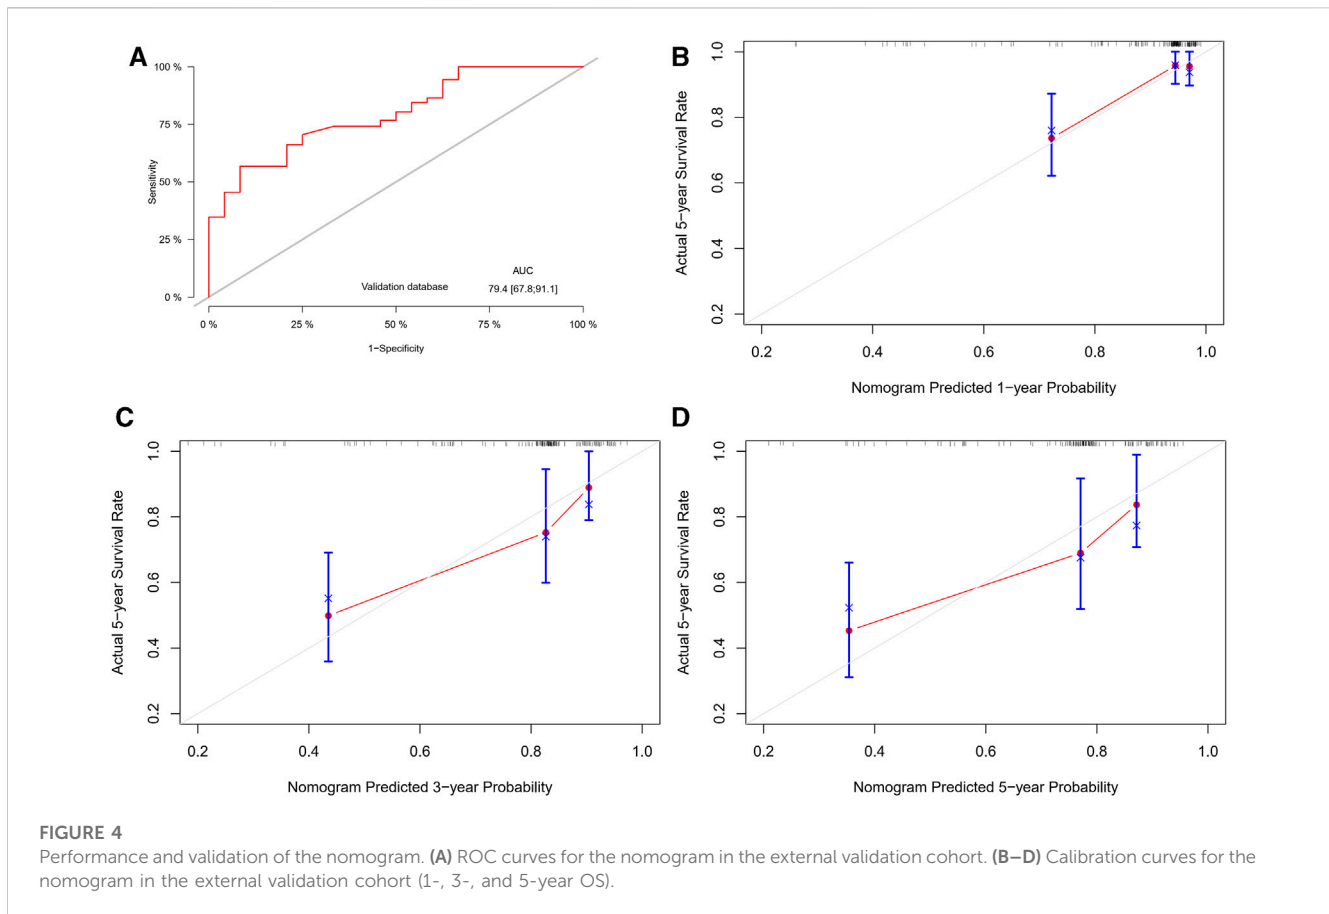 A
100 %
75 %
50 %
25 %
0 %
Sensitivity
AUC
Validation database 79.4 [67.8;91.1]
0 % 25 % 50 % 75 % 100 %
1−Specificity
B
1.0
0.8
0.6
0.4
0.2
Actual 5−year Survival Rate
0.2 0.4 0.6 0.8 1.0
Nomogram Predicted 1−year Probability
C
1.0
0.8
0.6
0.4
0.2
Actual 5−year Survival Rate
0.2 0.4 0.6 0.8 1.0
Nomogram Predicted 3−year Probability
D
1.0
0.8
0.6
0.4
0.2
Actual 5−year Survival Rate
0.2 0.4 0.6 0.8 1.0
Nomogram Predicted 5−year Probability
FIGURE 4
Performance and validation of the nomogram. (A) ROC curves for the nomogram in the external validation cohort. (B–D) Calibration curves for the
nomogram in the external validation cohort (1-, 3-, and 5-year OS).